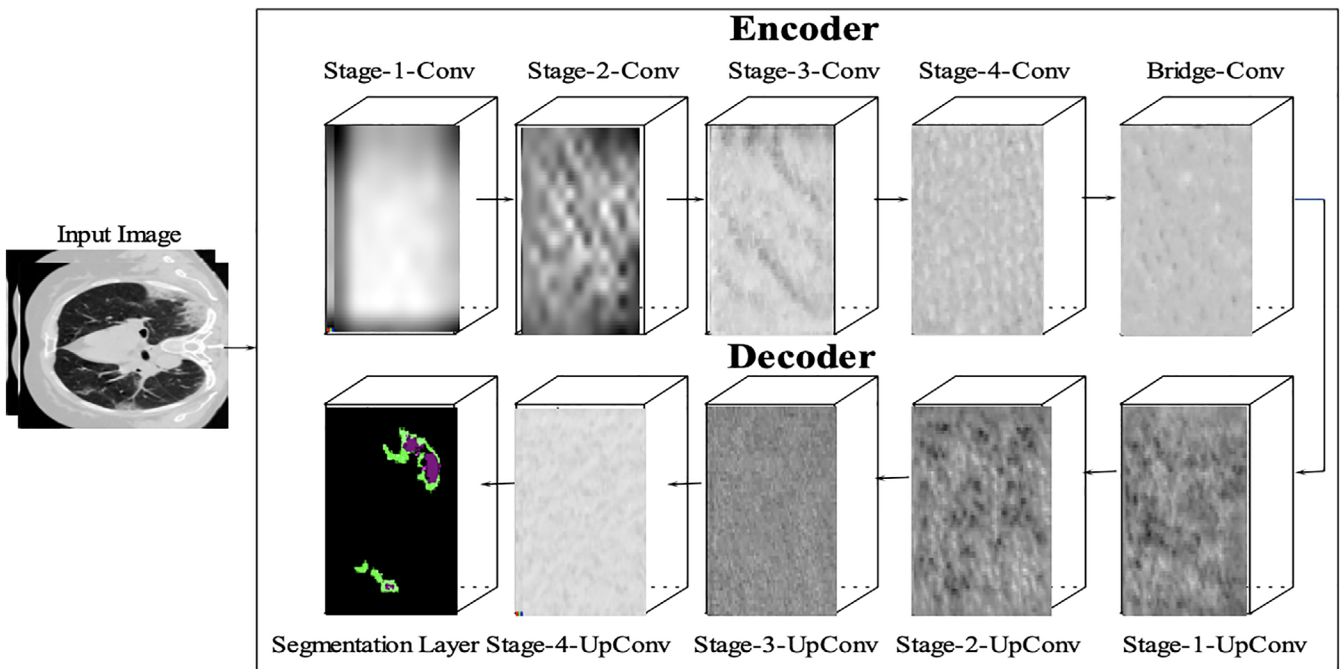 Encoder
Stage-1-Conv Stage-2-Conv Stage-3-Conv Stage-4-Conv Bridge-Conv
Input Image
Decoder
Segmentation Layer Stage-4-UpConv Stage-3-UpConv Stage-2-UpConv Stage-1-UpConv